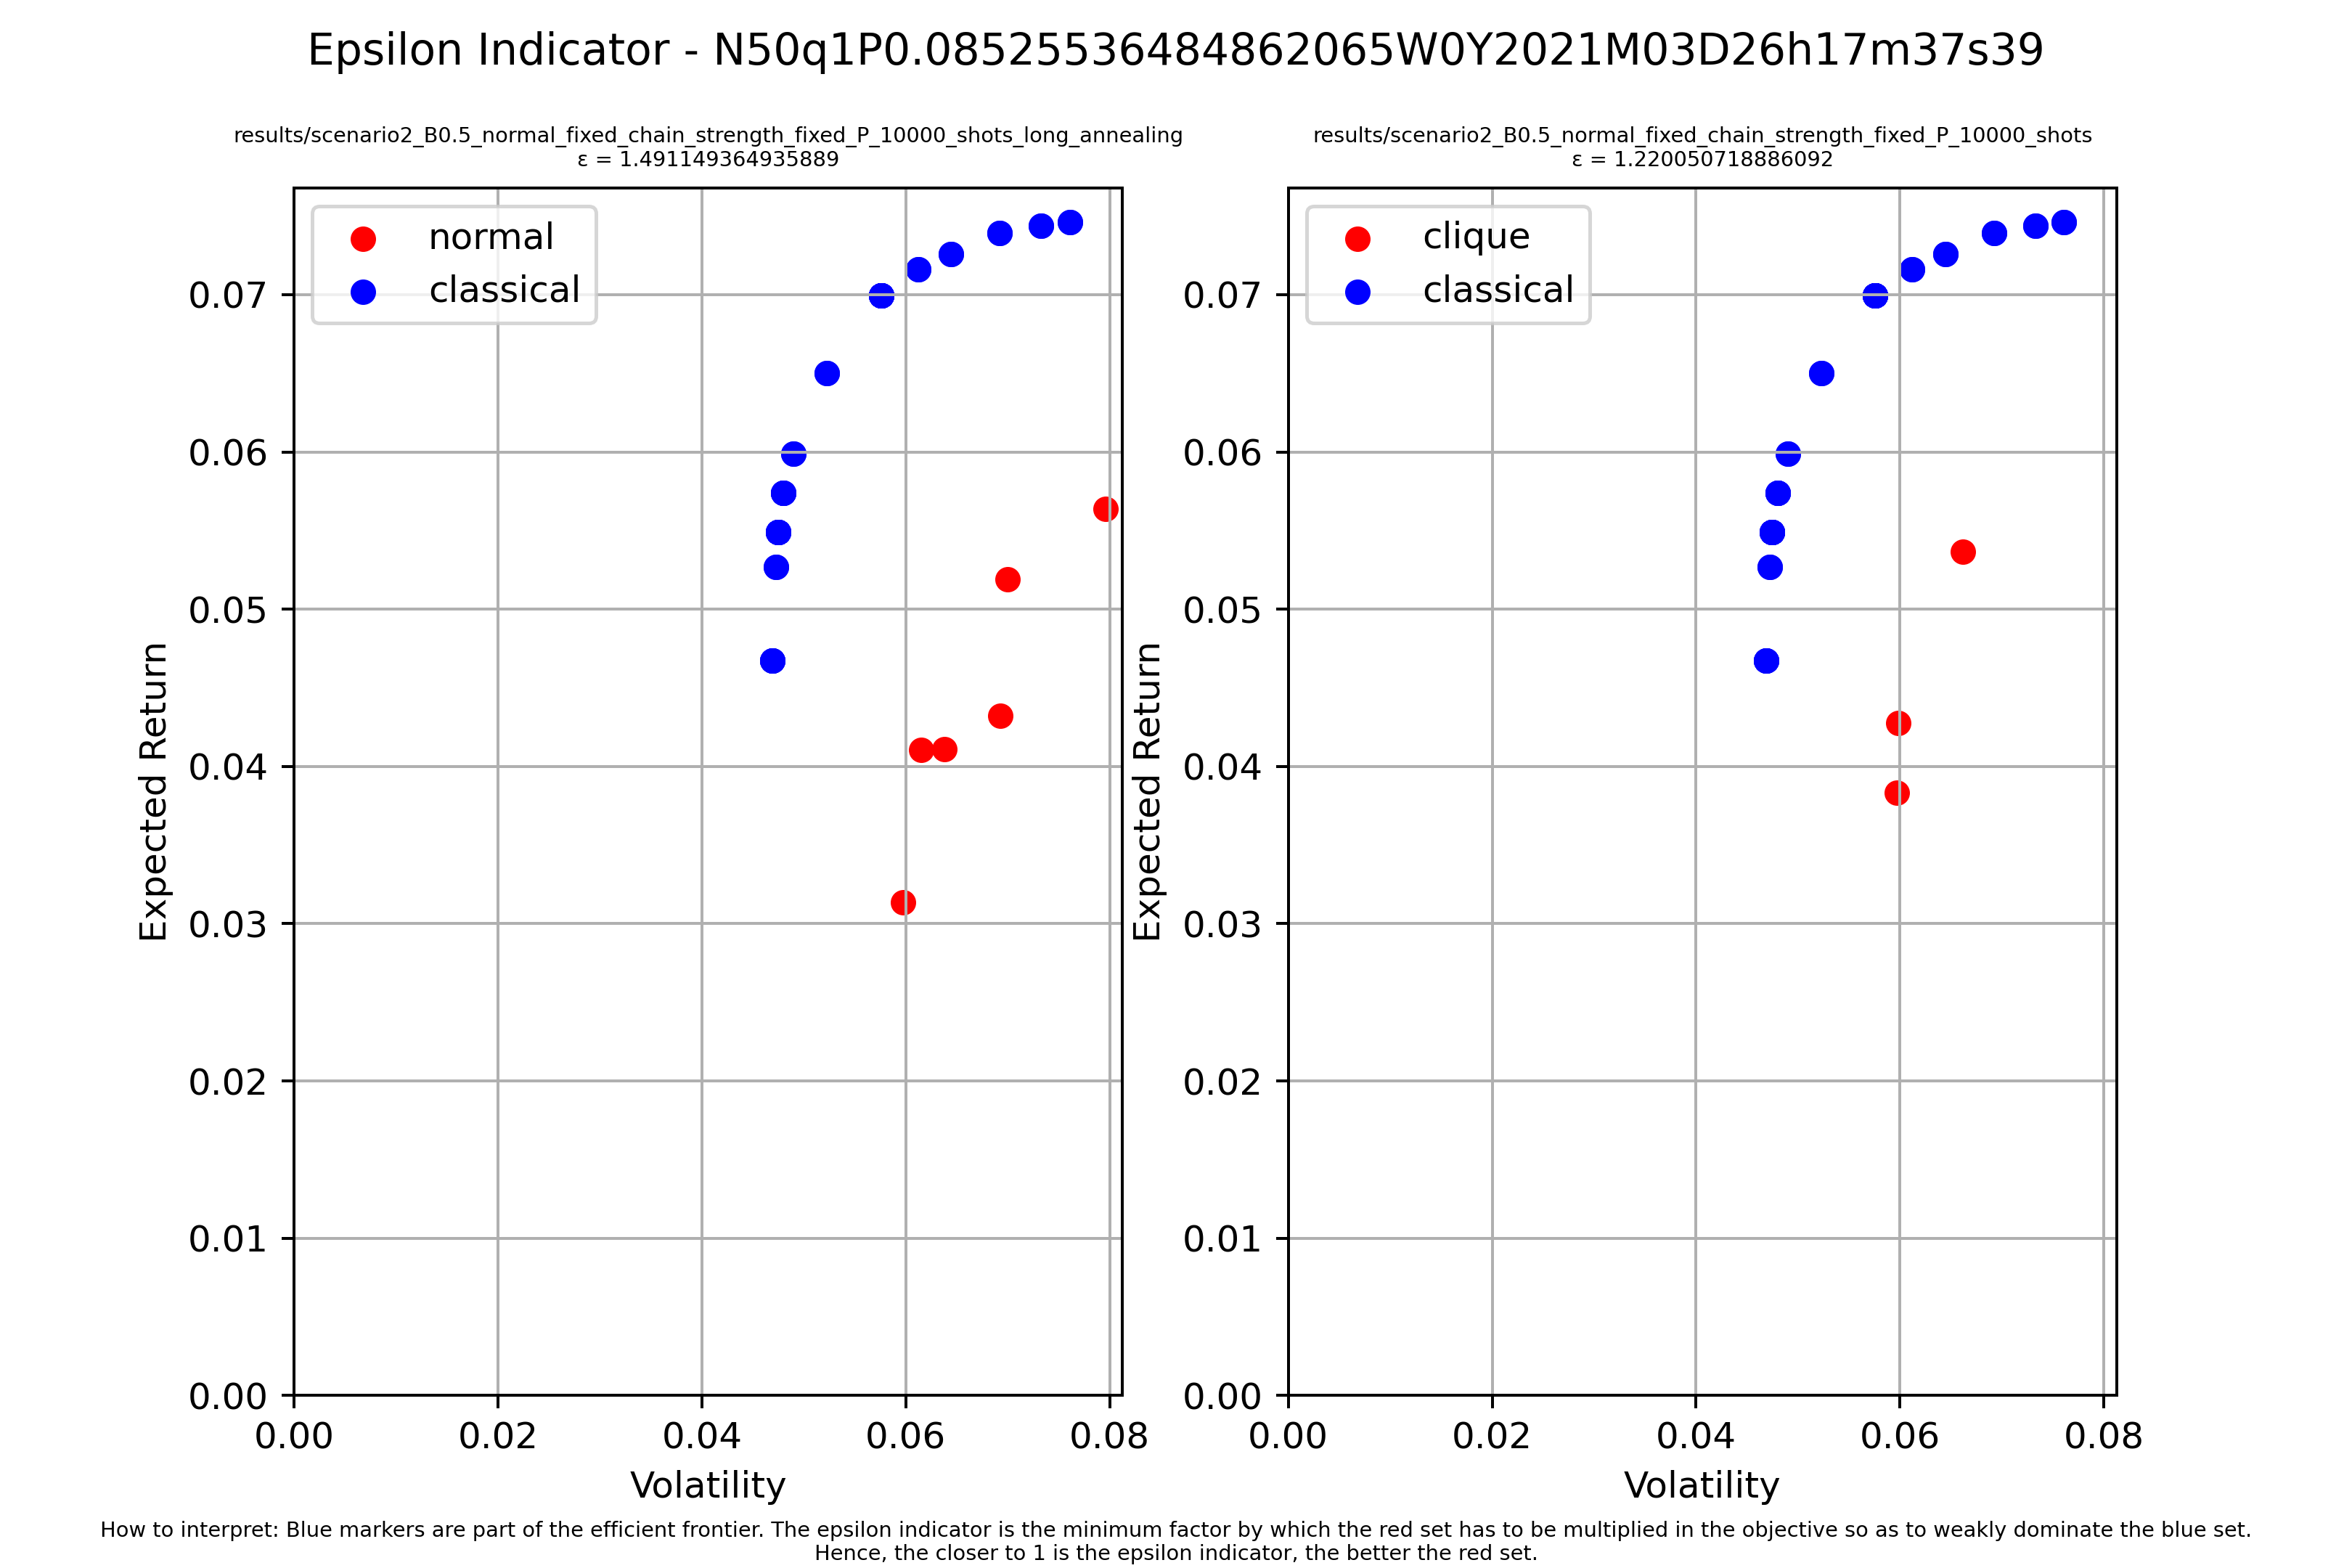 Epsilon Indicator - N50q1P0.08525536484862065W0Y2021M03D26h17m37s39
results/scenario2_B0.5_normal_fixed_chain_strength_fixed_P_10000_shots_long_annealing
ε = 1.491149364935889
normal
classical
0.07
0.06
0.05
0.04
0.03
0.02
0.01
0.00
Expected Return
0.00 0.02 0.04 0.06 0.08
Volatility
results/scenario2_B0.5_normal_fixed_chain_strength_fixed_P_10000_shots
ε = 1.220050718886092
clique
classical
0.07
0.06
0.05
0.04
0.03
0.02
0.01
0.00
Expected Return
0.00 0.02 0.04 0.06 0.08
Volatility
How to interpret: Blue markers are part of the efficient frontier. The epsilon indicator is the minimum factor by which the red set has to be multiplied in the objective so as to weakly dominate the blue set.
Hence, the closer to 1 is the epsilon indicator, the better the red set.